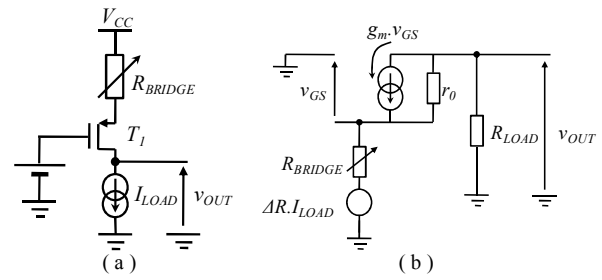 V_CC
R_BRIDGE
T_1
I_LOAD
v_OUT
( a )
g_m.v_GS
v_GS
r_0
R_LOAD
v_OUT
R_BRIDGE
ΔR.I_LOAD
( b )